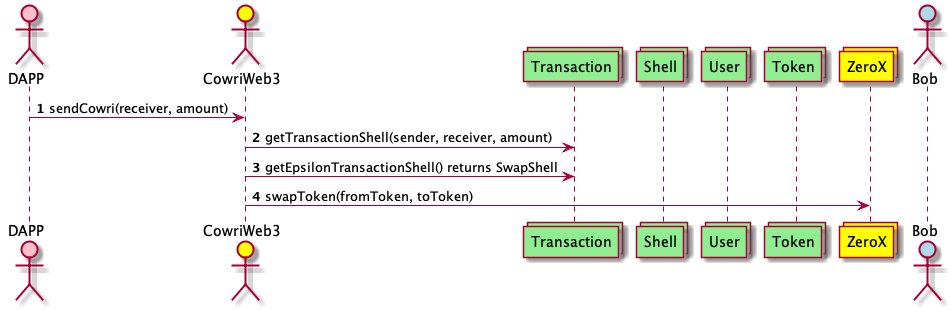 Transaction Shell User Token ZeroX
DAPP CowriWeb3 Bob
1 sendCowri(receiver, amount)
2 getTransactionShell(sender, receiver, amount)
3 getEpsilonTransactionShell() returns SwapShell
4 swapToken(fromToken, toToken)
DAPP CowriWeb3 Bob
Transaction Shell User Token ZeroX